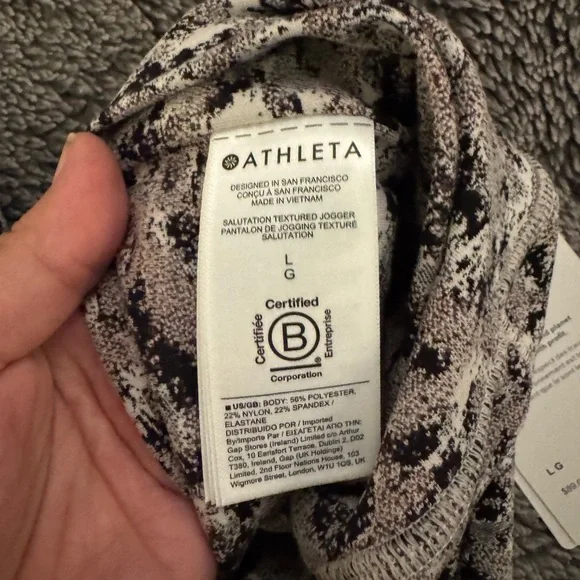 ATHLETA
DESIGNED IN SAN FRANCISCO
CONÇU À SAN FRANCISCO
MADE IN VIETNAM
SALUTATION TEXTURED JOGGER
PANTALON DE JOGGING TEXTURÉ
SALUTATION
L
G
Certified
Certifiée
B
Entreprise
Corporation
US/GB: BODY: 56% POLYESTER,
22% NYLON, 22% SPANDEX /
ELASTANE
DISTRIBUIDO POR / Imported
By/Importe Par / ΕΙΣΑΓΕΤΑΙ ΑΠΟ ΤΗΝ:
Gap Stores (Ireland) Limited c/o Arthur
Cox, 10 Earlsfort Terrace, Dublin 2, D02
T380, Ireland, Gap (UK Holdings)
Limited, 2nd Floor Nations House, 103
Wigmore Street, London, W1U 1QS, UK
planet
profit.
L G